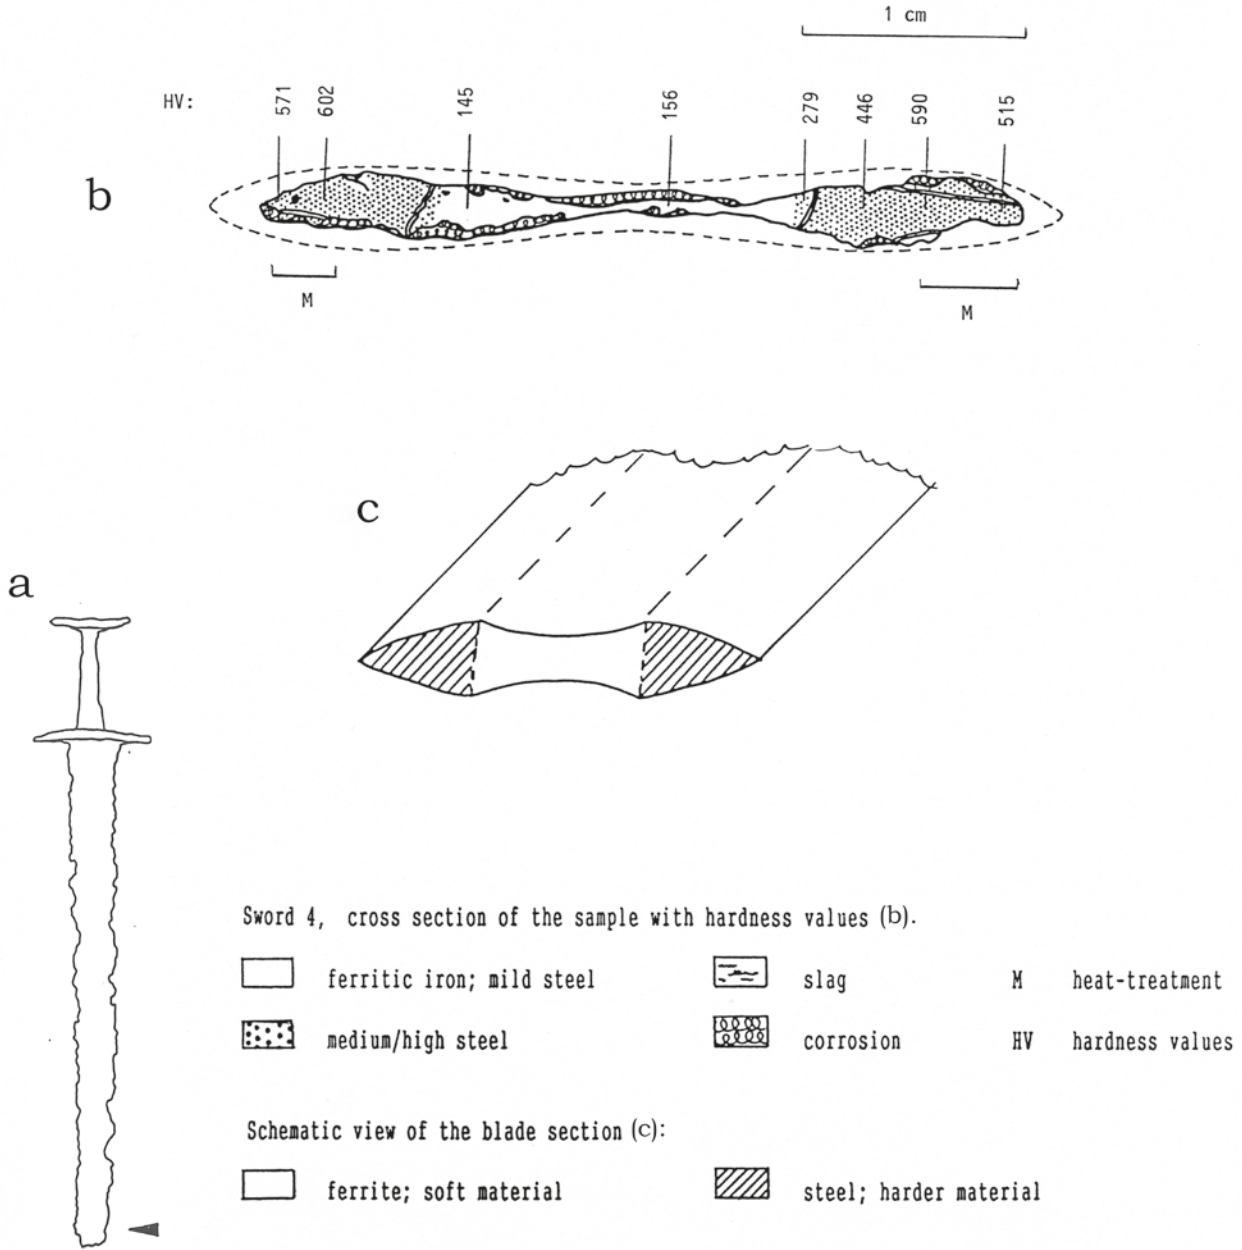 1 cm
HV: 571 602 145 156 279 446 590 515
b
M M
c
a
Sword 4, cross section of the sample with hardness values (b).
ferritic iron; mild steel slag M heat-treatment
medium/high steel corrosion HV hardness values
Schematic view of the blade section (c):
ferrite; soft material steel; harder material